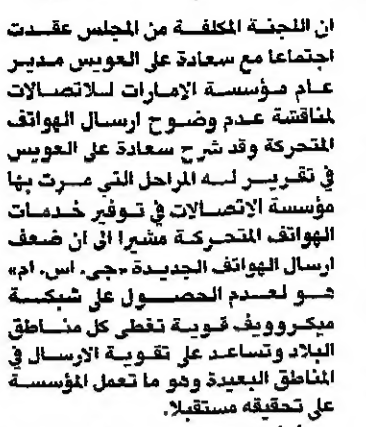 ان اللجنة المكلفة من المجلس عقدت
اجتماعا مع سعادة على العويس مدير
عام مؤسسة الإمارات للاتصالات
لمناقشة عدم وضوح ارسال الهواتف
المتحركة وقد شرح سعادة على العويس
في تقرير له المراحل التي مرت بها
مؤسسة الاتصالات في توفير خدمات
الهواتف المتحركة مشيرا الى ان ضعف
ارسال الهواتف الجديدة «جي. اس. ام»
هو لعدم الحصول على شبكة
ميكروويف قوية تغطى كل مناطق
البلاد وتساعد على تقوية الارسال في
المناطق البعيدة وهو ما تعمل المؤسسة
على تحقيقه مستقبلا.